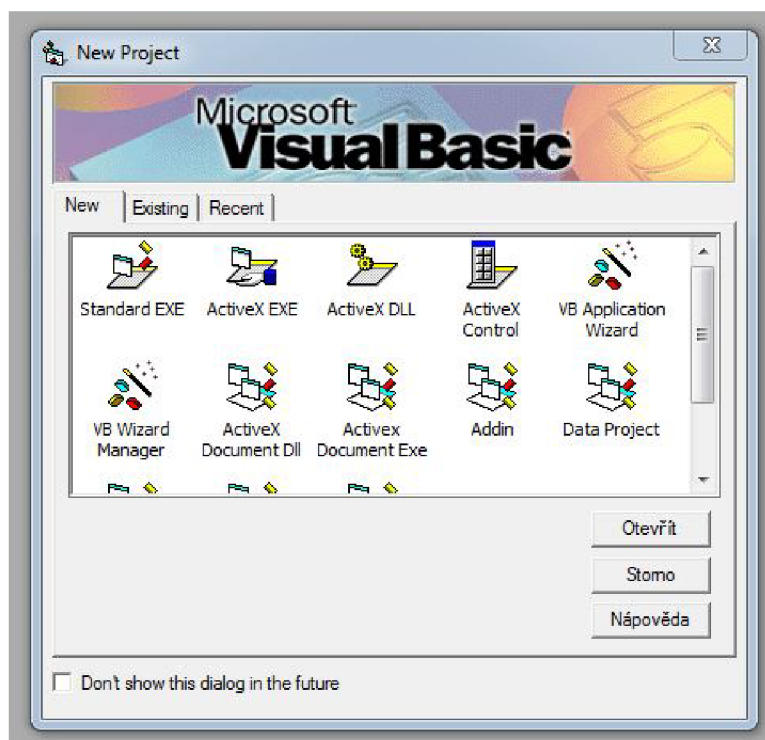 New Project
Microsoft
Visual Basic
New Existing Recent
Standard EXE ActiveX EXE ActiveX DLL ActiveX Control VB Application Wizard
VB Wizard Manager ActiveX Document Dll Activex Document Exe Addin Data Project
Otevřít
Storno
Nápověda
Don't show this dialog in the future